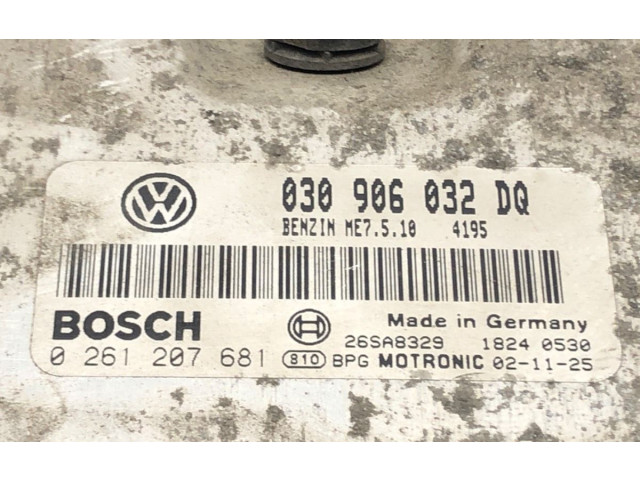 030 906 032 DQ
BENZIN ME7.5.10 4195
BOSCH Made in Germany
26SA8329 1824 0530
0 261 207 681 810 BPG MOTRONIC 02-11-25